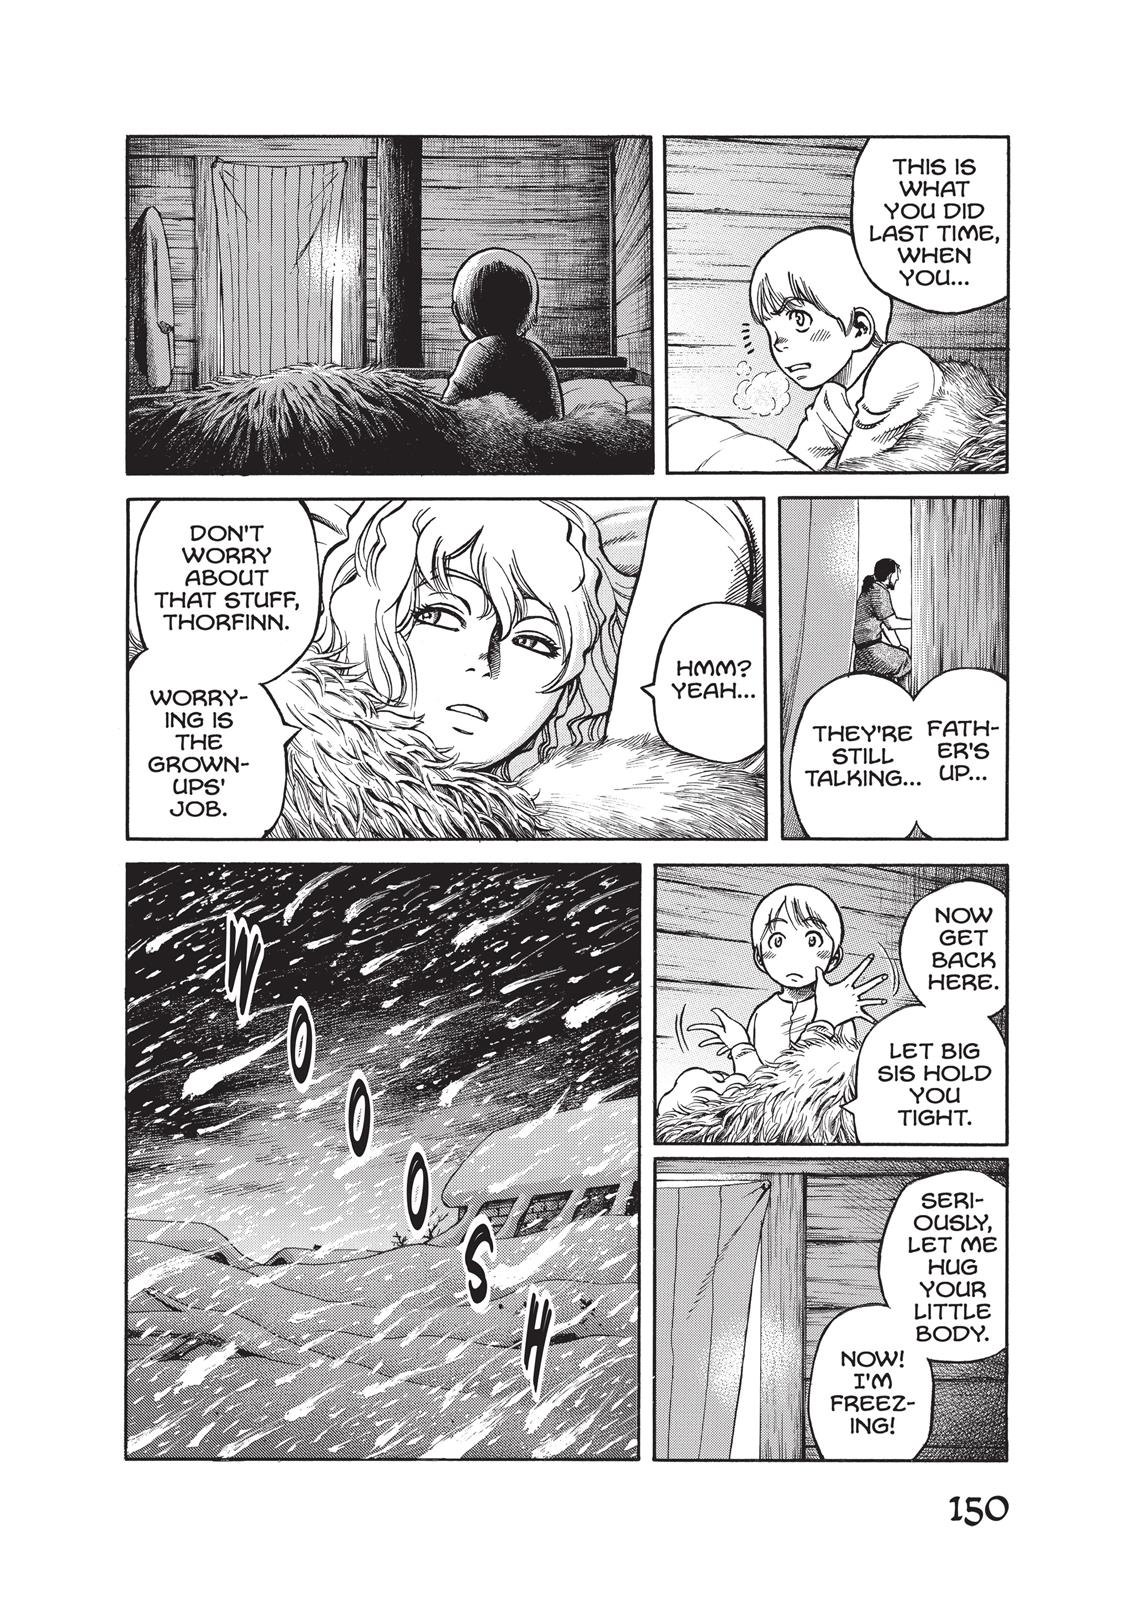 THIS IS
WHAT
YOU DID
LAST TIME,
WHEN
YOU...
FATH-
ER'S
UP...
THEY'RE
STILL
TALKING...
HMM?
YEAH...
DON'T
WORRY
ABOUT
THAT STUFF,
THORFINN.
WORRY-
ING IS
THE
GROWN-
UPS'
JOB.
NOW
GET
BACK
HERE.
LET BIG
SIS HOLD
YOU
TIGHT.
SERI-
OUSLY,
LET ME
HUG
YOUR
LITTLE
BODY.
NOW!
I'M
FREEZ-
ING!
WOOOSH
150